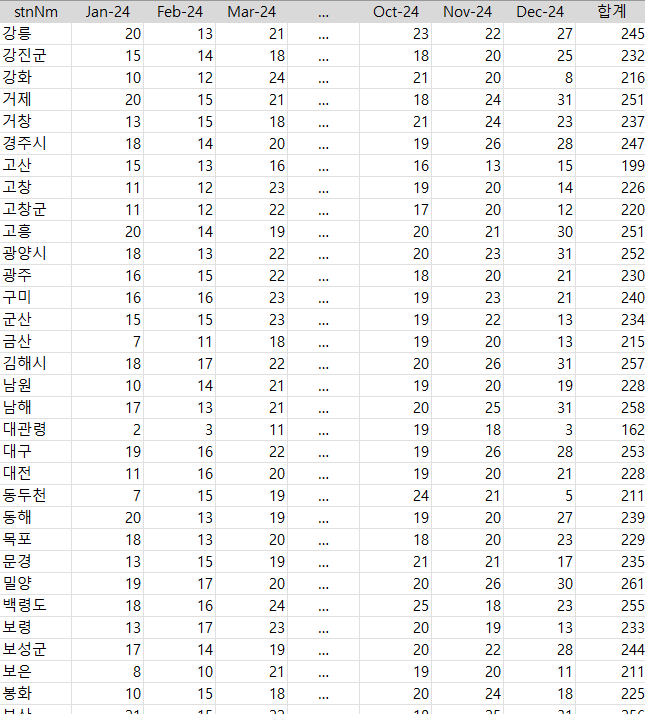 stnNm Jan-24 Feb-24 Mar-24 ... Oct-24 Nov-24 Dec-24 합계
강릉 20 13 21 ... 23 22 27 245
강진군 15 14 18 ... 18 20 25 232
강화 10 12 24 ... 21 20 8 216
거제 20 15 21 ... 18 24 31 251
거창 13 15 18 ... 21 24 23 237
경주시 18 14 20 ... 19 26 28 247
고산 15 13 16 ... 16 13 15 199
고창 11 12 23 ... 19 20 14 226
고창군 11 12 22 ... 17 20 12 220
고흥 20 14 19 ... 20 21 30 251
광양시 18 13 22 ... 20 23 31 252
광주 16 15 22 ... 18 20 21 230
구미 16 16 23 ... 19 23 21 240
군산 15 15 23 ... 19 22 13 234
금산 7 11 18 ... 19 20 13 215
김해시 18 17 22 ... 20 26 31 257
남원 10 14 21 ... 19 20 19 228
남해 17 13 21 ... 20 25 31 258
대관령 2 3 11 ... 19 18 3 162
대구 19 16 22 ... 19 26 28 253
대전 11 16 20 ... 19 20 21 228
동두천 7 15 19 ... 24 21 5 211
동해 20 13 19 ... 19 20 27 239
목포 18 13 20 ... 18 20 23 229
문경 13 15 19 ... 21 21 17 235
밀양 19 17 20 ... 20 26 30 261
백령도 18 16 24 ... 25 18 23 255
보령 13 17 23 ... 20 19 13 233
보성군 17 14 19 ... 20 22 28 244
보은 8 10 21 ... 19 20 11 211
봉화 10 15 18 ... 20 24 18 225